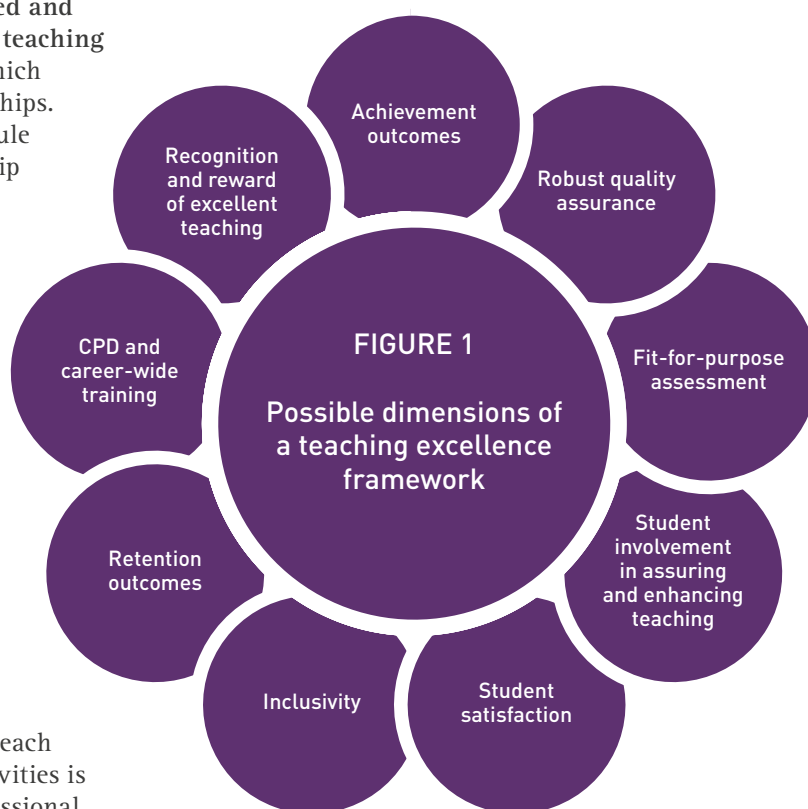 ed and
teaching
hich
hips.
ule
ip
Achievement
outcomes
Recognition
and reward
of excellent
teaching
Robust quality
assurance
CPD and
career-wide
training
FIGURE 1
Possible dimensions of
a teaching excellence
framework
Fit-for-purpose
assessment
Retention
outcomes
Student
involvement
in assuring
and enhancing
teaching
Inclusivity
Student
satisfaction
each
vities is
essional